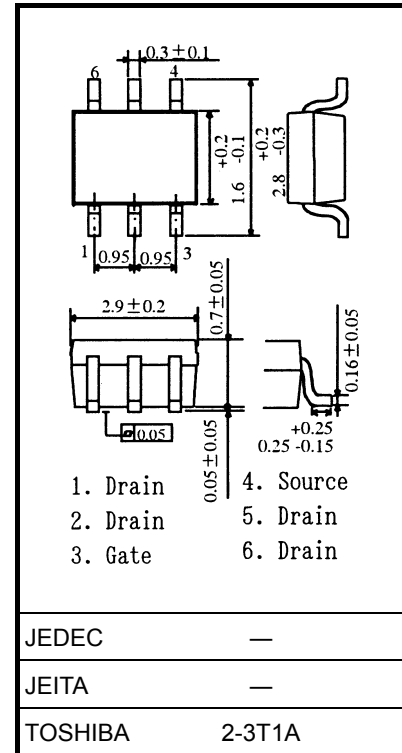 0.3±0.1
6 4
+0.2
1.6 -0.1
+0.2
2.8 -0.3
1 0.95 0.95 3
2.9±0.2
0.7±0.05
0.16±0.05
0.05
0.05±0.05
+0.25
0.25 -0.15
1. Drain
2. Drain
3. Gate
4. Source
5. Drain
6. Drain
JEDEC —
JEITA —
TOSHIBA 2-3T1A